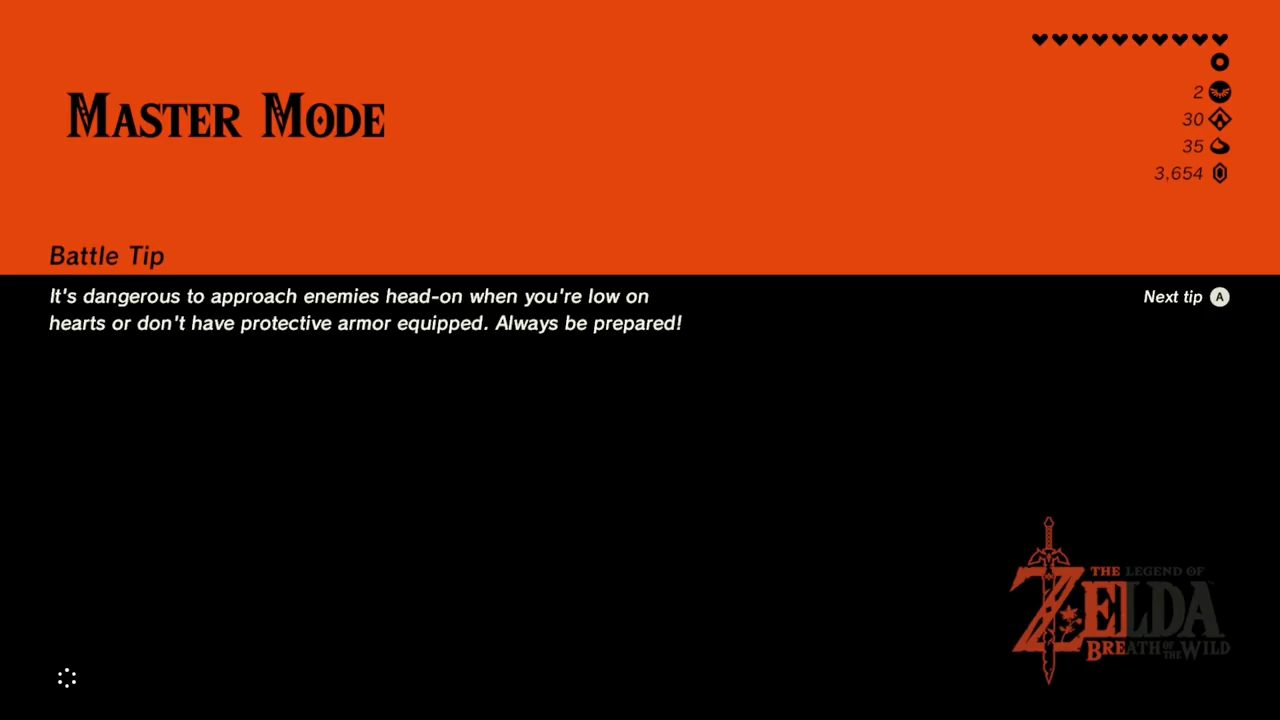 MASTER MODE
2
30
35
3,654
Battle Tip
It's dangerous to approach enemies head-on when you're low on
hearts or don't have protective armor equipped. Always be prepared!
Next tip A
THE LEGEND OF
ZELDA
BREATH OF THE WILD